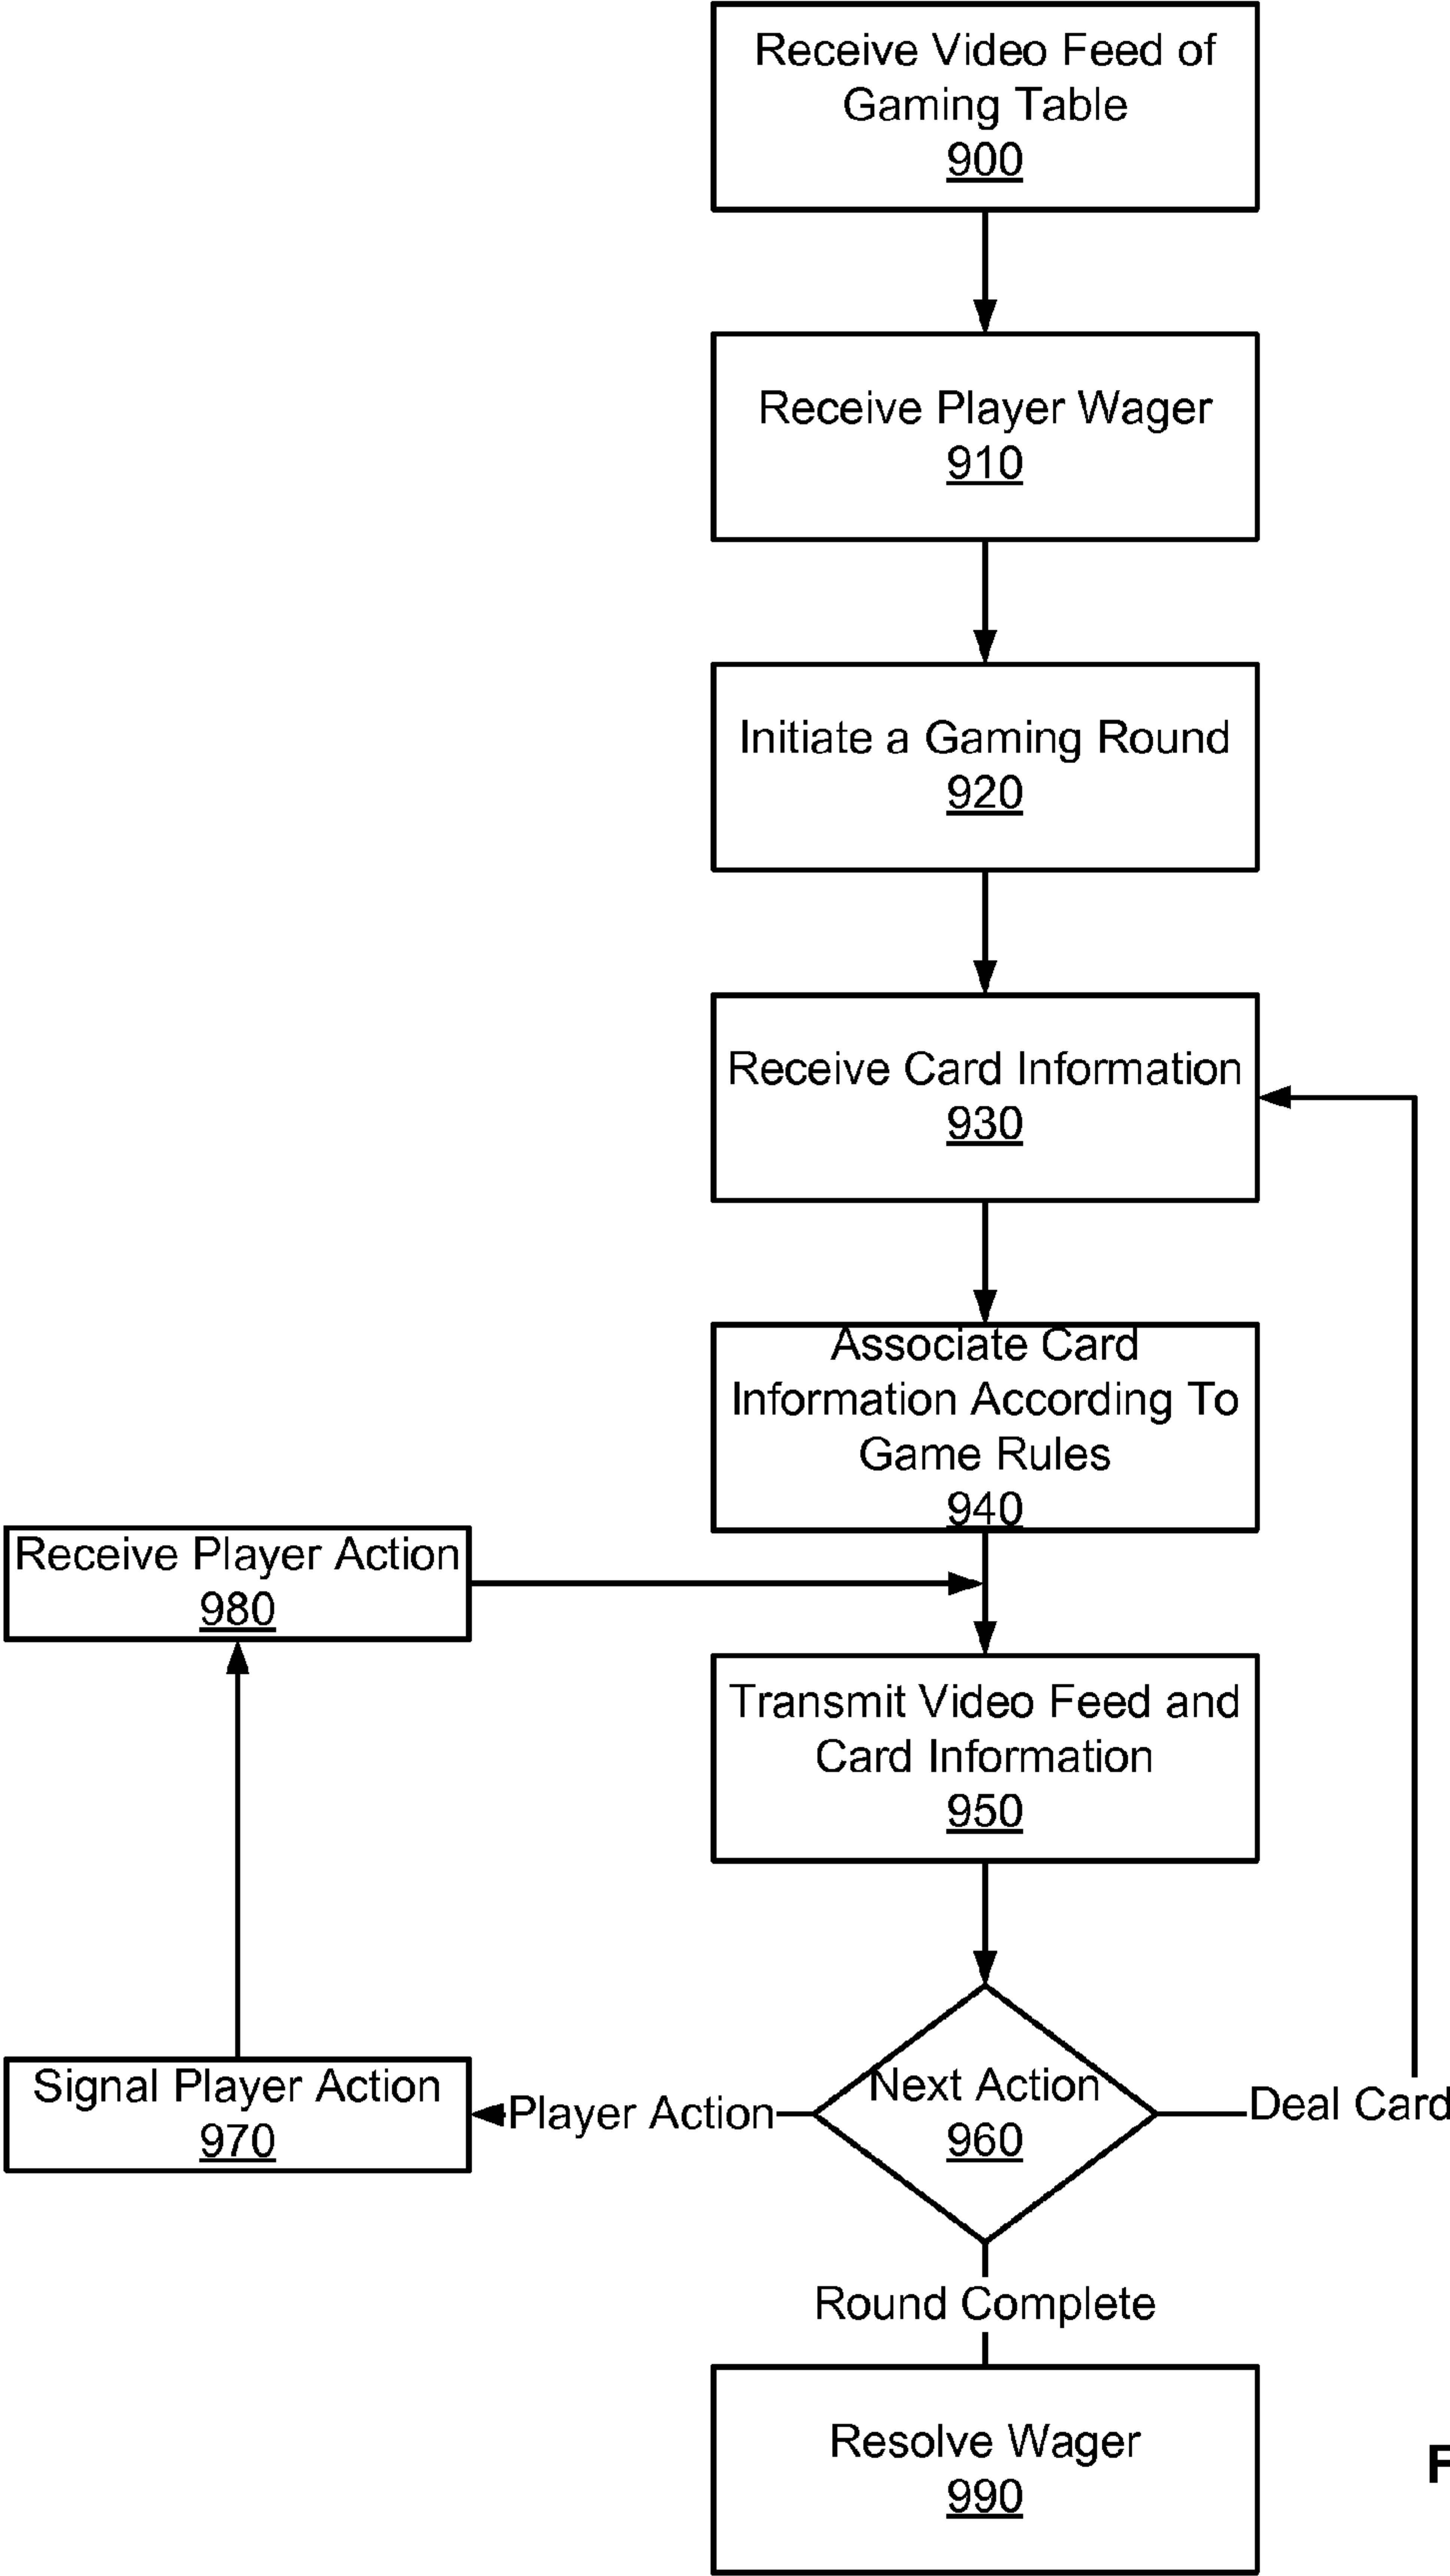 Receive Video Feed of
Gaming Table
900
Receive Player Wager
910
Initiate a Gaming Round
920
Receive Card Information
930
Associate Card
Information According To
Game Rules
940
Receive Player Action
980
Transmit Video Feed and
Card Information
950
Signal Player Action
970
Player Action
Next Action
960
Deal Card
Round Complete
Resolve Wager
990